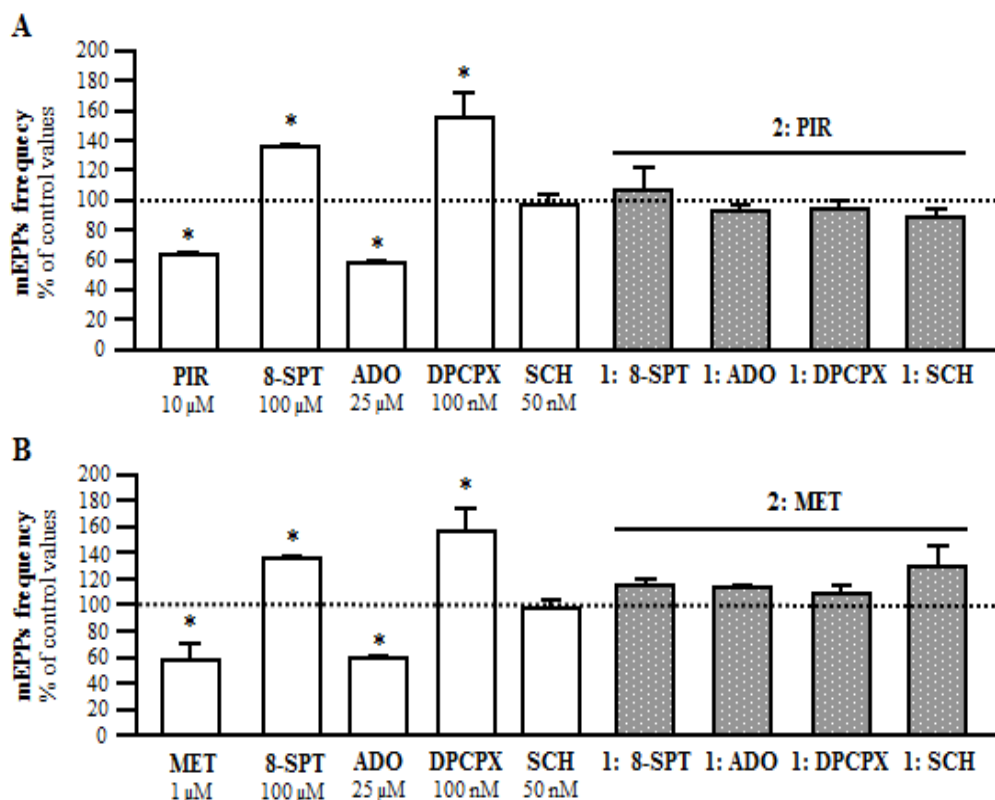 A
mEPPs frrequecy
% of control values
200
180
160
140
120
100
80
60
40
20
0
*
*
*
*
2: PIR
PIR
10 µM
8-SPT
100 µM
ADO
25 µM
DPCPX
100 nM
SCH
50 nM
1: 8-SPT
1: ADO
1: DPCPX
1: SCH
B
mEPPs frequency
% of control values
200
180
160
140
120
100
80
60
40
20
0
*
*
*
*
2: MET
MET
1 µM
8-SPT
100 µM
ADO
25 µM
DPCPX
100 nM
SCH
50 nM
1: 8-SPT
1: ADO
1: DPCPX
1: SCH